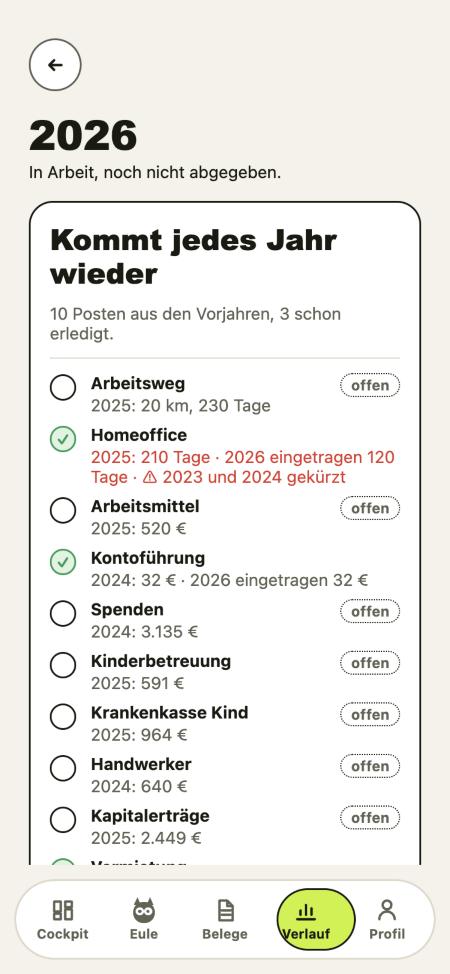 2026
In Arbeit, noch nicht abgegeben.
Kommt jedes Jahr
wieder
10 Posten aus den Vorjahren, 3 schon
erledigt.
Arbeitsweg offen
2025: 20 km, 230 Tage
Homeoffice
2025: 210 Tage · 2026 eingetragen 120
Tage · ⚠ 2023 und 2024 gekürzt
Arbeitsmittel offen
2025: 520 €
Kontoführung
2024: 32 € · 2026 eingetragen 32 €
Spenden offen
2024: 3.135 €
Kinderbetreuung offen
2025: 591 €
Krankenkasse Kind offen
2025: 964 €
Handwerker offen
2024: 640 €
Kapitalerträge offen
2025: 2.449 €
Cockpit Eule Belege Verlauf Profil